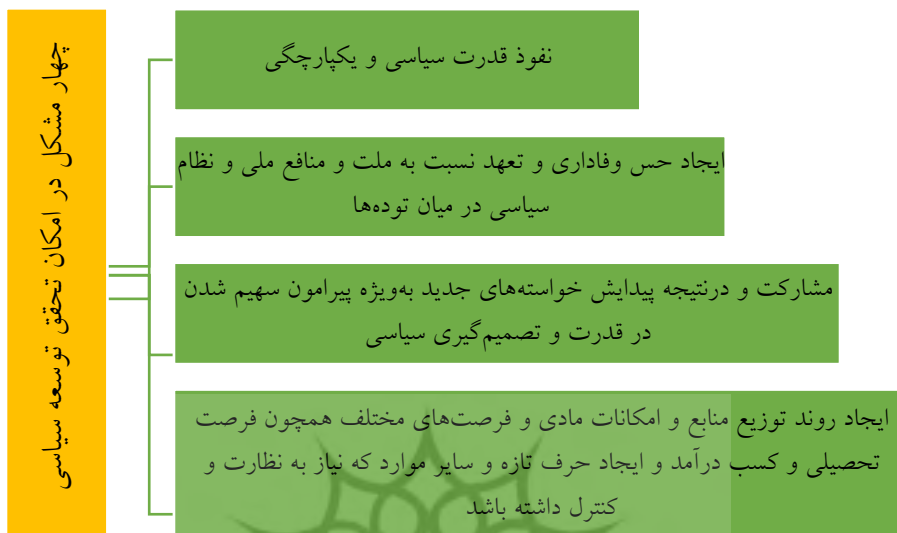 چهار مشکل در امکان تحقق توسعه سیاسی
نفوذ قدرت سیاسی و یکپارچگی
ایجاد حس وفاداری و تعهد نسبت به ملت و منافع ملی و نظام
سیاسی در میان توده‌ها
مشارکت و درنتیجه پیدایش خواسته‌های جدید به‌ویژه پیرامون سهیم شدن
در قدرت و تصمیم‌گیری سیاسی
ایجاد روند توزیع منابع و امکانات مادی و فرصت‌های مختلف همچون فرصت
تحصیلی و کسب درآمد و ایجاد حرف تازه و سایر موارد که نیاز به نظارت و
کنترل داشته باشد